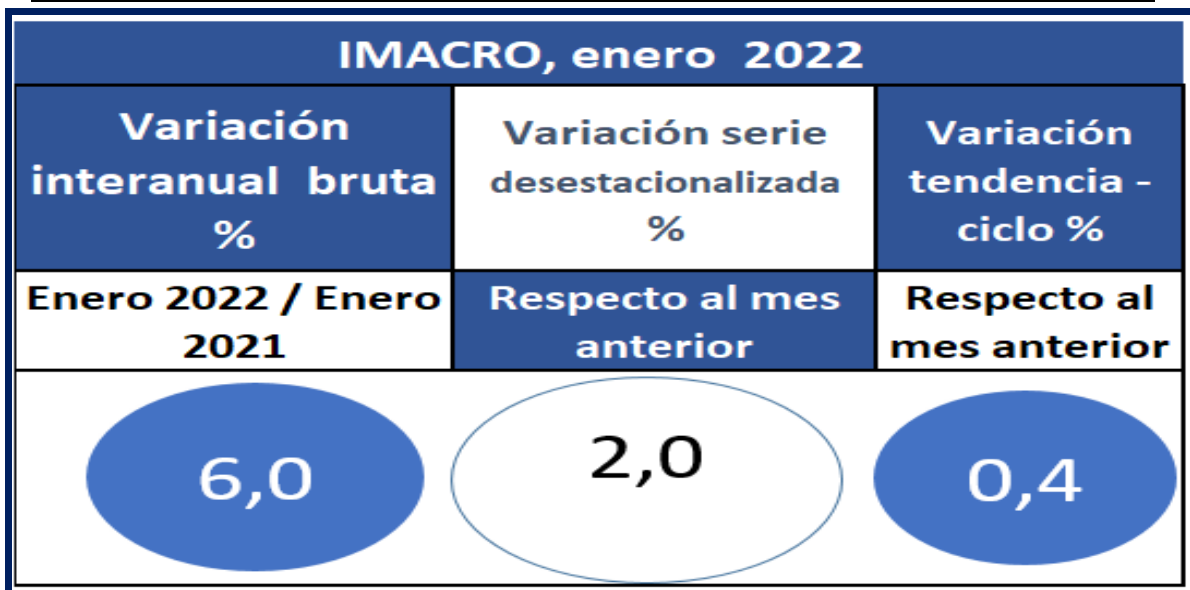 IMACRO, enero 2022
Variación
interanual bruta
%
Variación serie
desestacionalizada
%
Variación
tendencia -
ciclo %
Enero 2022 / Enero
2021
Respecto al mes
anterior
Respecto al
mes anterior
6,0
2,0
0,4